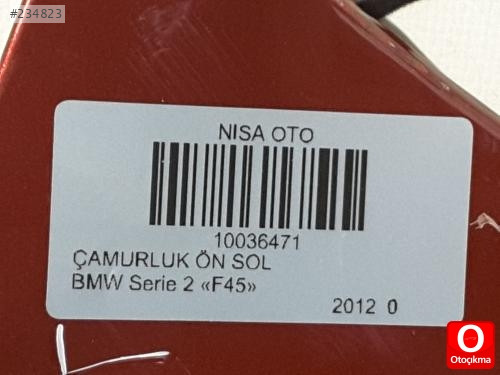 #234823
NISA OTO
10036471
ÇAMURLUK ÖN SOL
BMW Serie 2 «F45»
2012 0
O
Otoçıkma